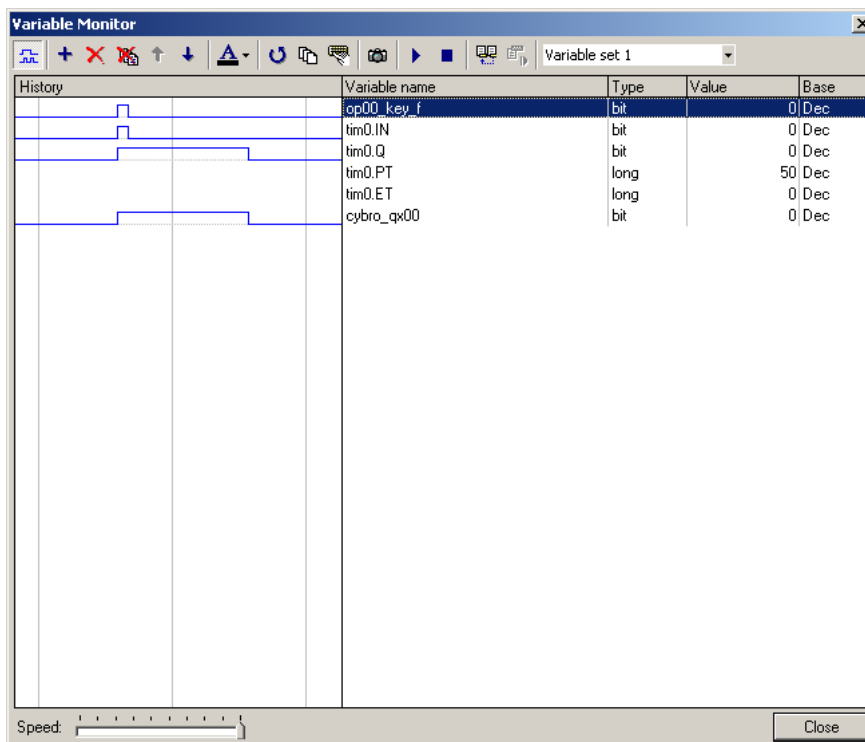 Variable Monitor
A Variable set 1
History Variable name Type Value Base
op00_key_f bit 0 Dec
tim0.IN bit 0 Dec
tim0.Q bit 0 Dec
tim0.PT long 50 Dec
tim0.ET long 0 Dec
cybro_qx00 bit 0 Dec
Speed: Close